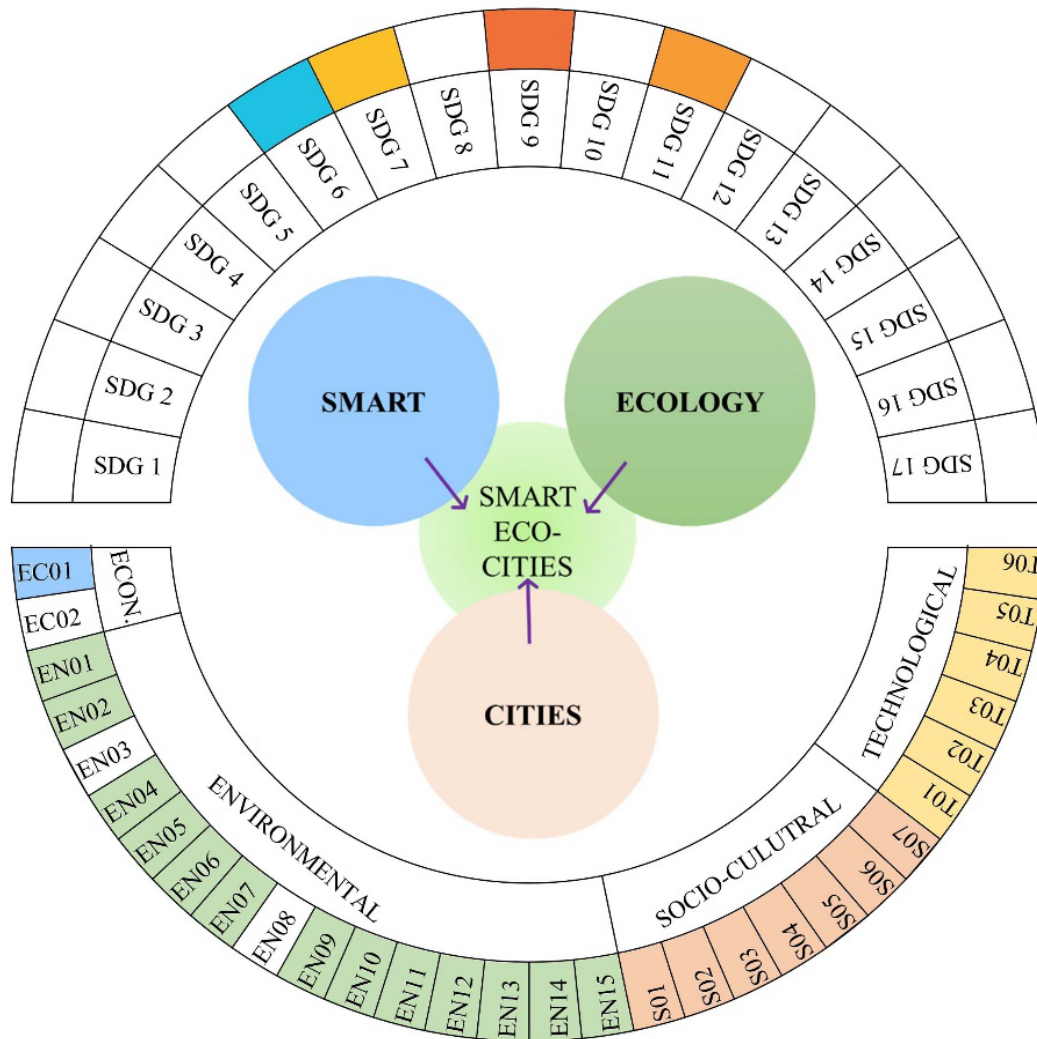 SDG 1
SDG 2
SDG 3
SDG 4
SDG 5
SDG 6
SDG 7
SDG 8
SDG 9
SDG 10
SDG 11
SDG 12
SDG 13
SDG 14
SDG 15
SDG 16
SDG 17
SMART
ECOLOGY
SMART
ECO-
CITIES
CITIES
ECON.
ENVIRONMENTAL
SOCIO-CULUTRAL
TECHNOLOGICAL
EC01
EC02
EN01
EN02
EN03
EN04
EN05
EN06
EN07
EN08
EN09
EN10
EN11
EN12
EN13
EN14
EN15
S01
S02
S03
S04
S05
S06
S07
T01
T02
T03
T04
T05
T06